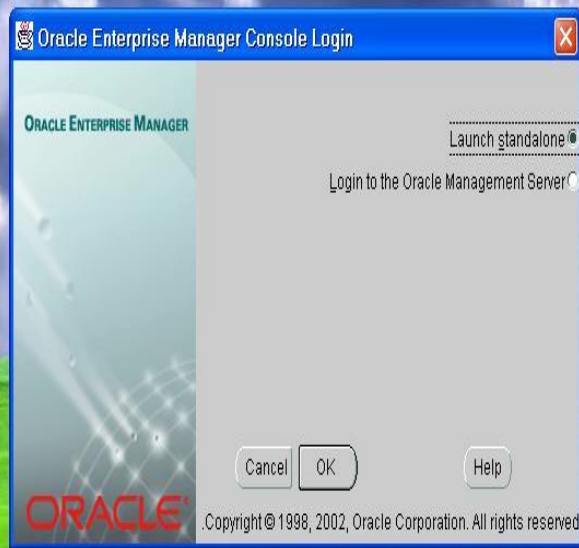 Oracle Enterprise Manager Console Login
ORACLE ENTERPRISE MANAGER
Launch standalone
Login to the Oracle Management Server
Cancel
OK
Help
ORACLE
.Copyright © 1998, 2002, Oracle Corporation. All rights reserved